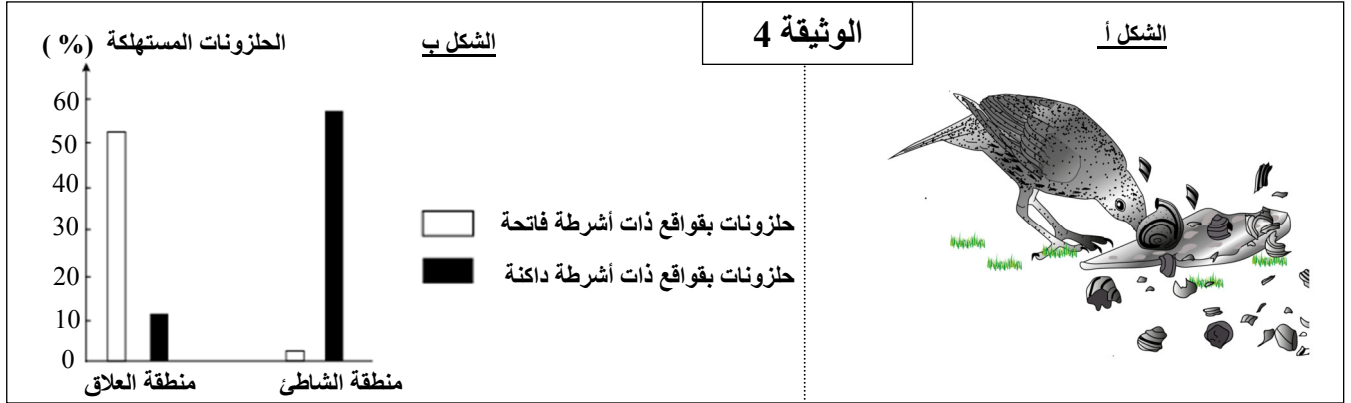 الوثيقة 4
الشكل أ
الشكل ب
الحلزونات المستهلكة (%)
60
50
40
30
20
10
0
منطقة العلاق
منطقة الشاطئ
حلزونات بقواقع ذات أشرطة فاتحة
حلزونات بقواقع ذات أشرطة داكنة